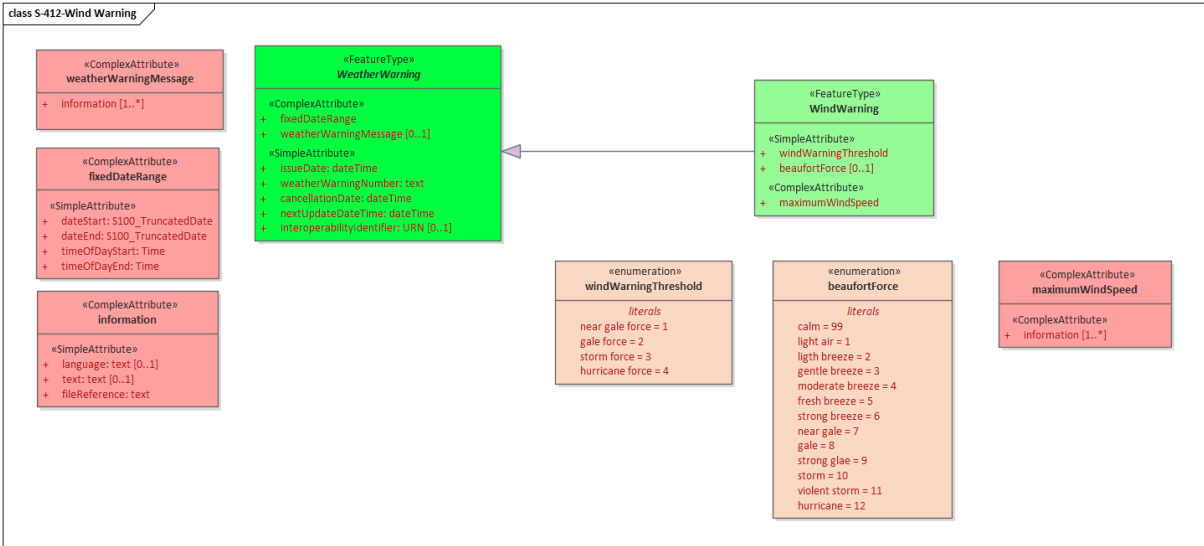 class S-412-Wind Warning
«ComplexAttribute»
weatherWarningMessage
+ information [1..*]
«ComplexAttribute»
fixedDateRange
«SimpleAttribute»
+ dateStart: S100_TruncatedDate
+ dateEnd: S100_TruncatedDate
+ timeOfDayStart: Time
+ timeOfDayEnd: Time
«ComplexAttribute»
information
«SimpleAttribute»
+ language: text [0..1]
+ text: text [0..1]
+ fileReference: text
«FeatureType»
WeatherWarning
«ComplexAttribute»
+ fixedDateRange
+ weatherWarningMessage [0..1]
«SimpleAttribute»
+ issueDate: dateTime
+ weatherWarningNumber: text
+ cancellationDate: dateTime
+ nextUpdateDateTime: dateTime
+ interoperabilityIdentifier: URN [0..1]
«FeatureType»
WindWarning
«SimpleAttribute»
+ windWarningThreshold
+ beaufortForce [0..1]
«ComplexAttribute»
+ maximumWindSpeed
«enumeration»
windWarningThreshold
literals
near gale force = 1
gale force = 2
storm force = 3
hurricane force = 4
«enumeration»
beaufortForce
literals
calm = 99
light air = 1
ligth breeze = 2
gentle breeze = 3
moderate breeze = 4
fresh breeze = 5
strong breeze = 6
near gale = 7
gale = 8
strong glae = 9
storm = 10
violent storm = 11
hurricane = 12
«ComplexAttribute»
maximumWindSpeed
«ComplexAttribute»
+ information [1..*]